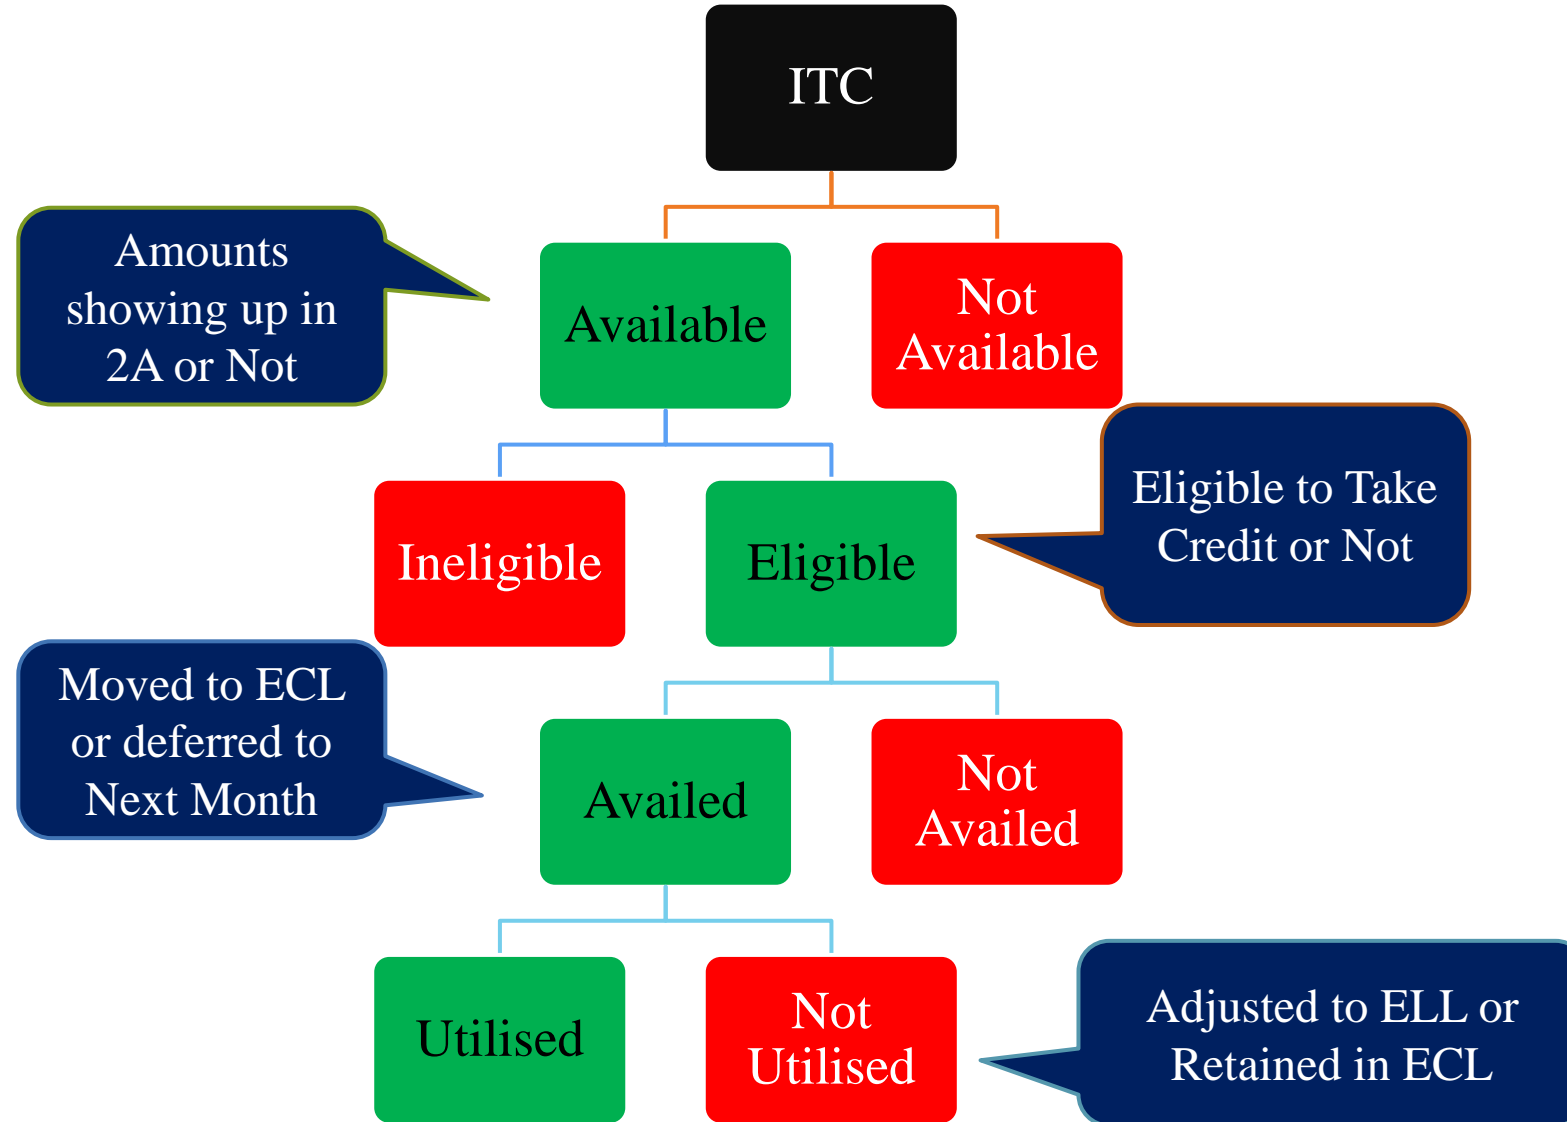 ITC
Amounts
showing up in
2A or Not
Available
Not
Available
Ineligible
Eligible
Eligible to Take
Credit or Not
Moved to ECL
or deferred to
Next Month
Availed
Not
Availed
Utilised
Not
Utilised
Adjusted to ELL or
Retained in ECL